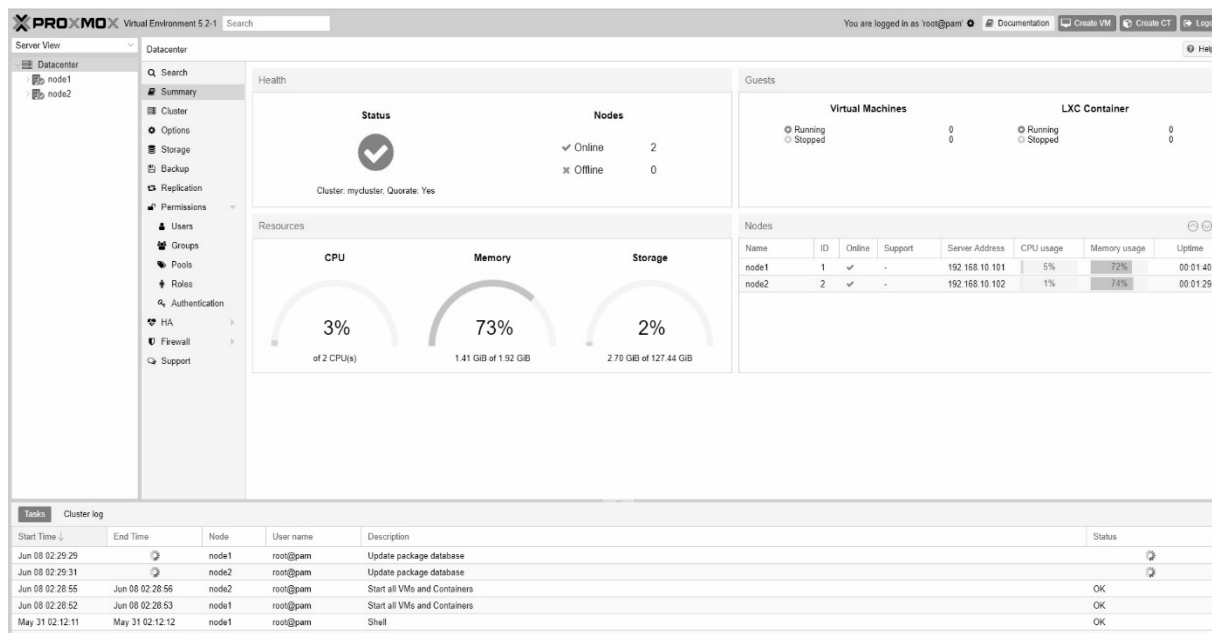 PROXMOX Virtual Environment 5.2-1 Search You are logged in as 'root@pam' Documentation Create VM Create CT Logo
Server View
Datacenter
node1
node2
Datacenter Help
Search
Summary
Cluster
Options
Storage
Backup
Replication
Permissions
Users
Groups
Pools
Roles
Authentication
HA
Firewall
Support
Health
Status
Cluster: mycluster, Quorate: Yes
Nodes
Online 2
Offline 0
Guests
Virtual Machines
Running 0
Stopped 0
LXC Container
Running 0
Stopped 0
Resources
CPU
3%
of 2 CPU(s)
Memory
73%
1.41 GiB of 1.92 GiB
Storage
2%
2.70 GiB of 127.44 GiB
Nodes
Name ID Online Support Server Address CPU usage Memory usage Uptime
node1 1 - 192.168.10.101 5% 72% 00:01:40
node2 2 - 192.168.10.102 1% 74% 00:01:29
Tasks Cluster log
Start Time ↓ End Time Node User name Description Status
Jun 08 02:29:29 node1 root@pam Update package database
Jun 08 02:29:31 node2 root@pam Update package database
Jun 08 02:28:55 Jun 08 02:28:56 node2 root@pam Start all VMs and Containers OK
Jun 08 02:28:52 Jun 08 02:28:53 node1 root@pam Start all VMs and Containers OK
May 31 02:12:11 May 31 02:12:12 node1 root@pam Shell OK